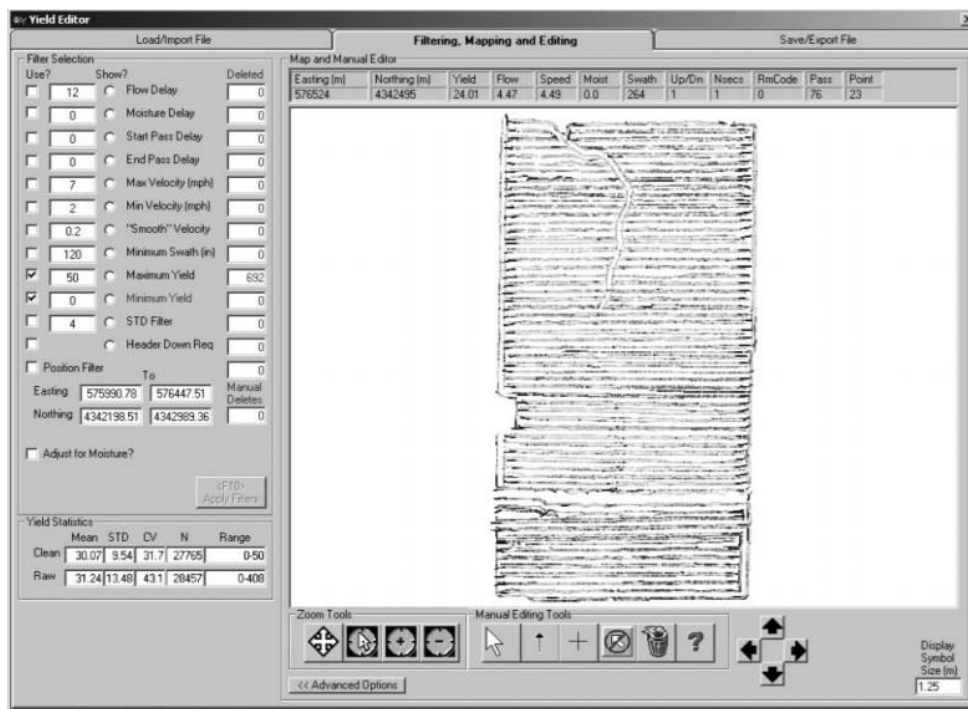 Yield Editor
Load/Import File
Filtering, Mapping and Editing
Save/Export File
Filter Selection
Use? Show? Deleted
12 Flow Delay 0
0 Moisture Delay 0
0 Start Pass Delay 0
0 End Pass Delay 0
7 Max Velocity (mph) 0
2 Min Velocity (mph) 0
0.2 "Smooth" Velocity 0
120 Minimum Swath (in) 0
50 Maximum Yield 692
0 Minimum Yield 0
4 STD Filter 0
Header Down Req 0
Position Filter 0
To
Easting 575990.78 576447.51
Manual Deletes
Northing 4342198.51 4342989.36 0
Adjust for Moisture?
<F10>
Apply Filters
Yield Statistics
Mean STD CV N Range
Clean 30.07 9.54 31.7 27765 0-50
Raw 31.24 13.48 43.1 28457 0-408
Map and Manual Editor
Easting (m) Northing (m) Yield Flow Speed Moist Swath Up/Dn Nsecs RmCode Pass Point
576524 4342495 24.01 4.47 4.49 0.0 264 1 1 0 76 23
Zoom Tools
Manual Editing Tools
?
<< Advanced Options
Display
Symbol
Size (m)
1.25